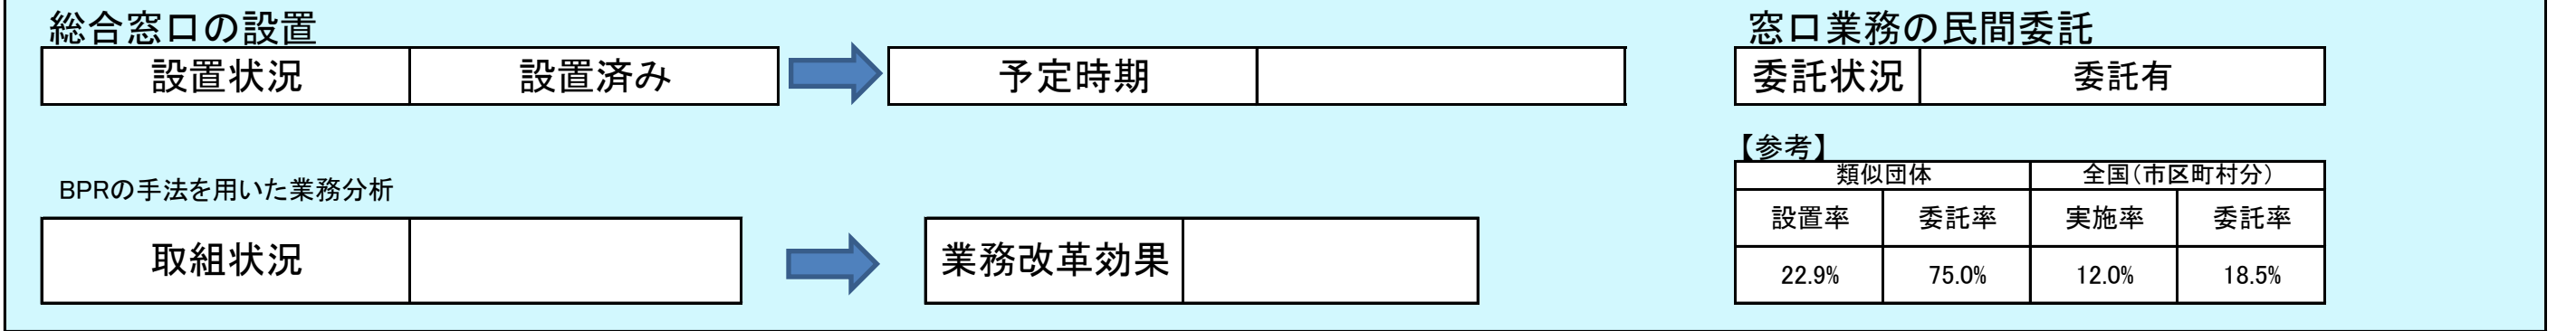 総合窓口の設置
設置状況 設置済み 予定時期
BPRの手法を用いた業務分析
取組状況 業務改革効果
窓口業務の民間委託
委託状況 委託有
【参考】
類似団体 全国(市区町村分)
設置率 委託率 実施率 委託率
22.9% 75.0% 12.0% 18.5%